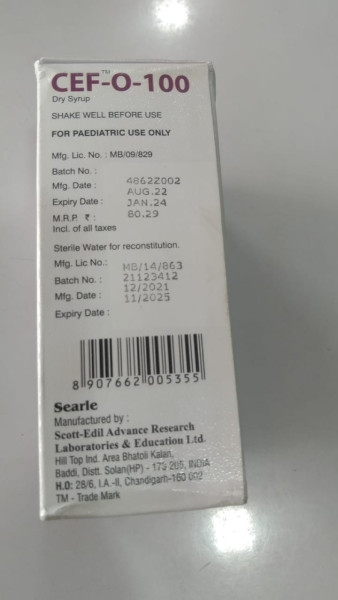 CEF™-O-100
Dry Syrup
SHAKE WELL BEFORE USE
FOR PAEDIATRIC USE ONLY
Mfg. Lic. No. : MB/09/829
Batch No. : 4862Z002
Mfg. Date : AUG.22
Expiry Date : JAN.24
M.R.P. ₹ : 80.29
Incl. of all taxes
Sterile Water for reconstitution.
Mfg. Lic No.: MB/14/863
Batch No. : 21123412
Mfg. Date : 12/2021
Expiry Date : 11/2025
8 907662 005355
Searle
Manufactured by :
Scott-Edil Advance Research
Laboratories & Education Ltd.
Hill Top Ind. Area Bhatoli Kalan,
Baddi, Distt. Solan(HP) - 173 205, INDIA
H.O: 28/6, I.A.-II, Chandigarh-160 002
TM - Trade Mark